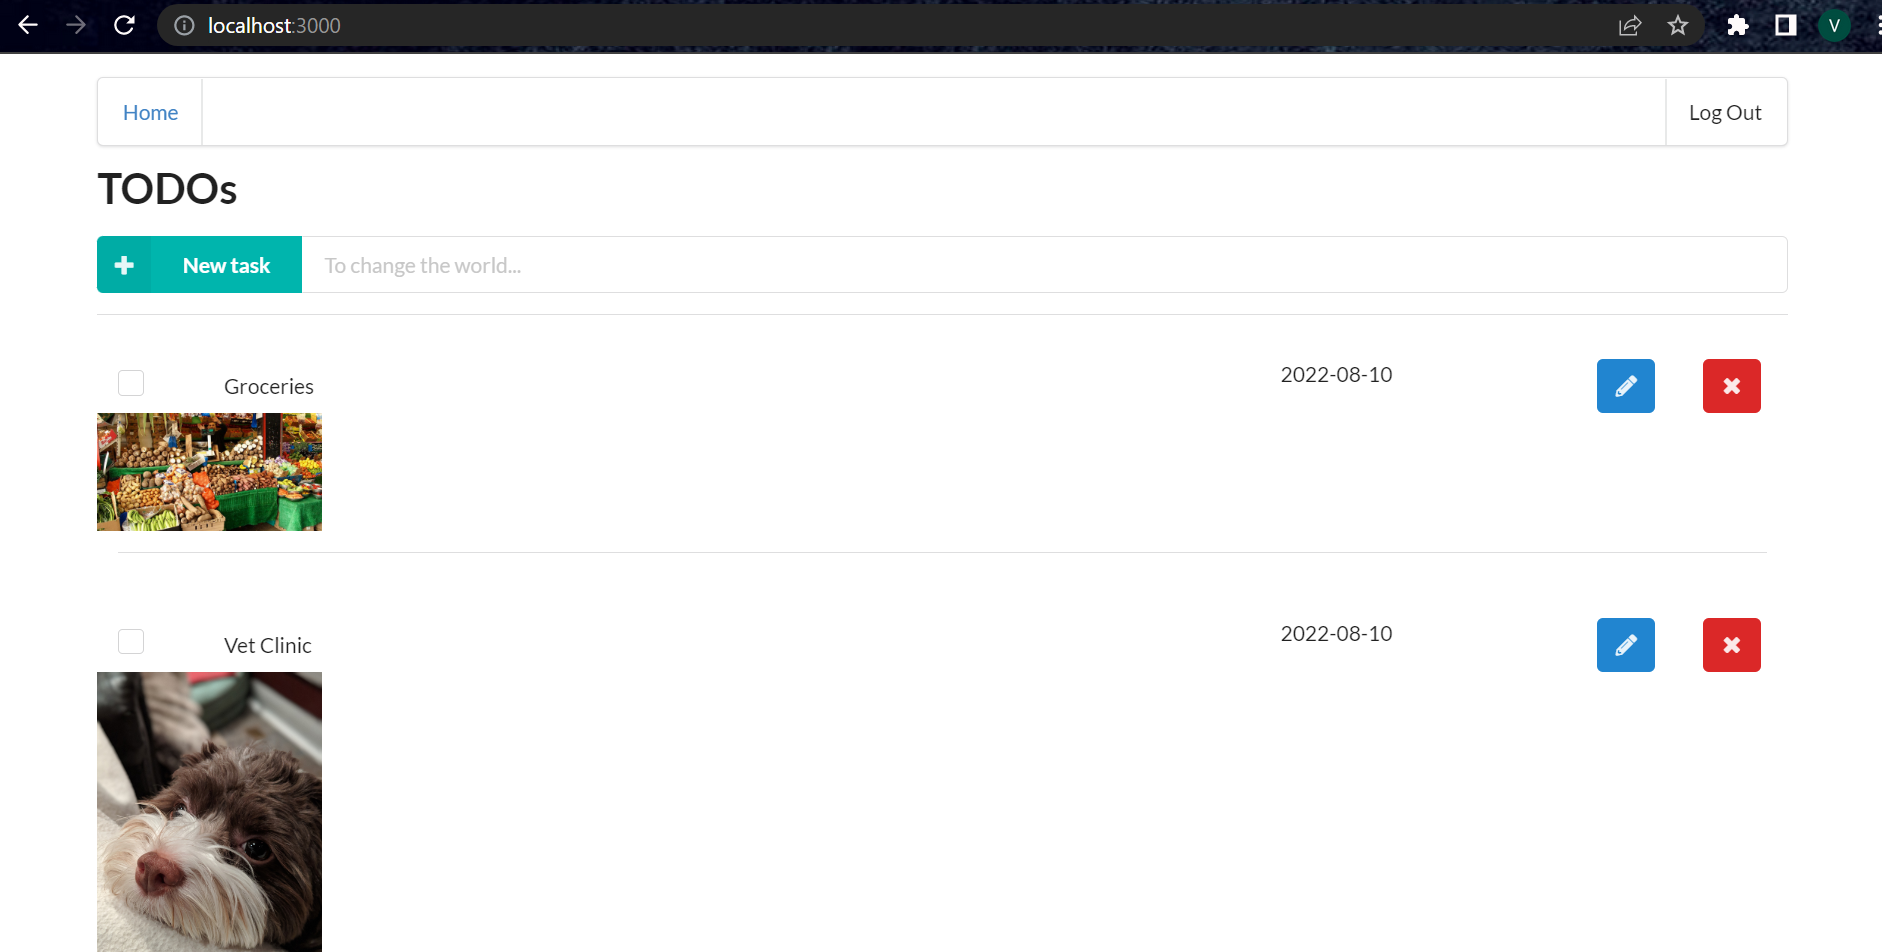 localhost:3000
V
Home
Log Out
TODOs
New task
To change the world...
Groceries
2022-08-10
Vet Clinic
2022-08-10